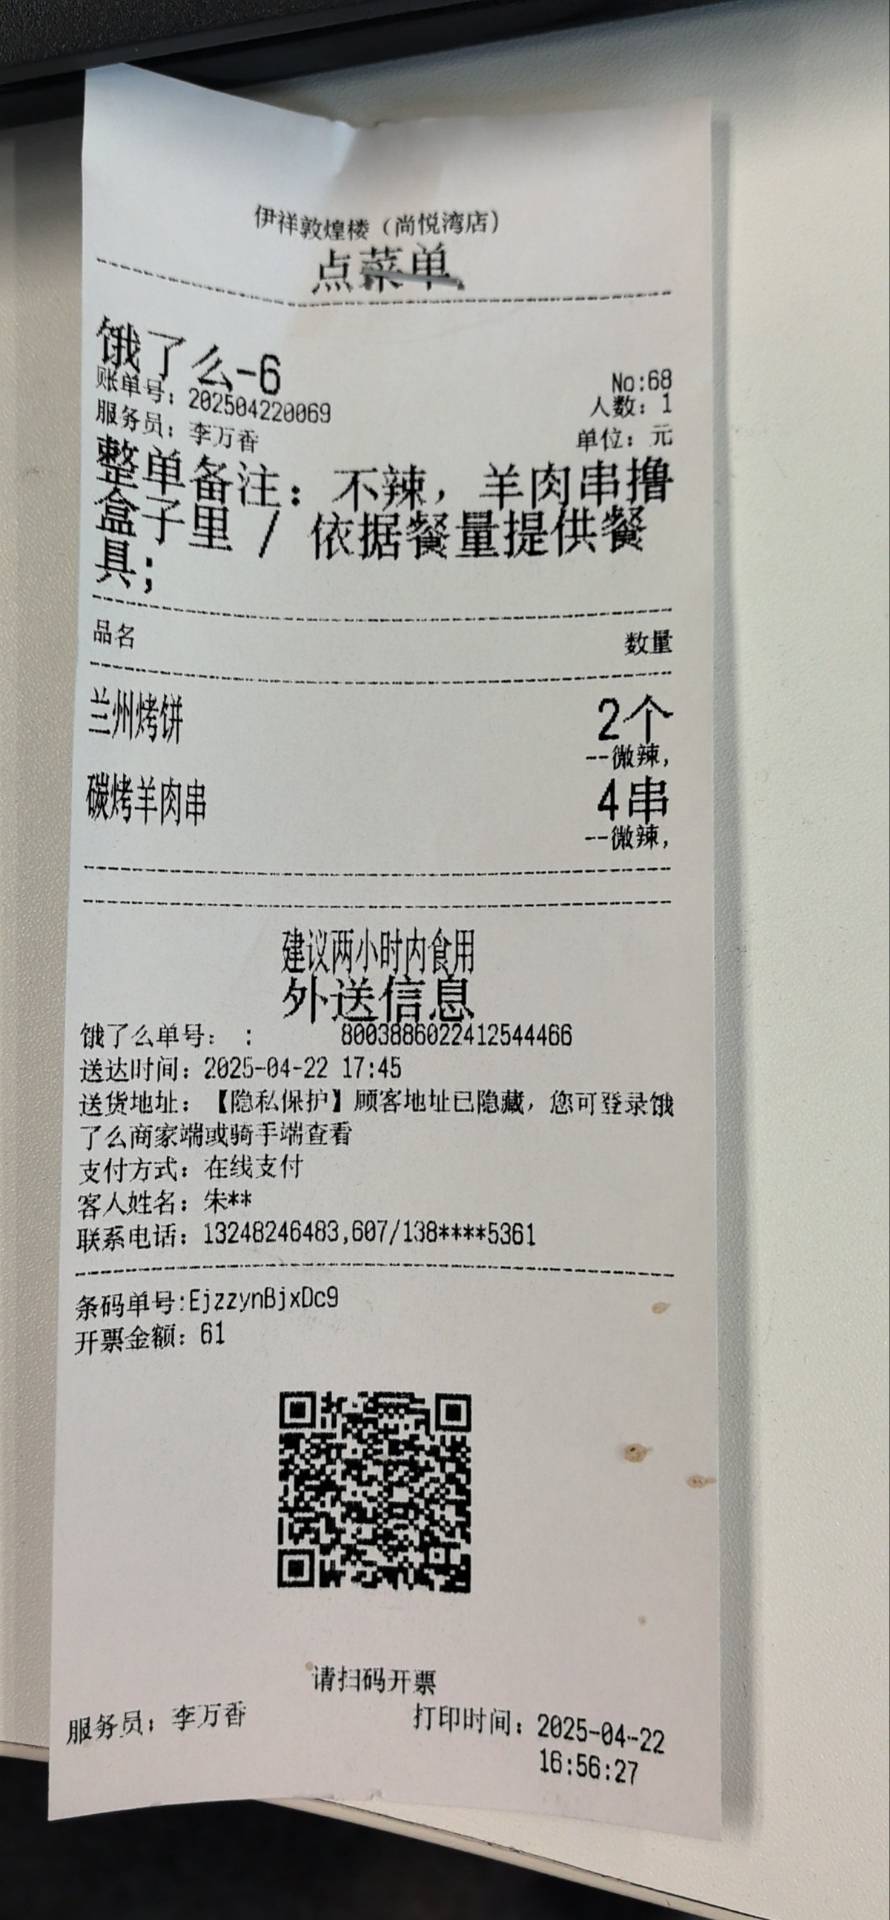 伊祥敦煌楼（尚悦湾店）
点菜单
饿了么-6
账单号：202504220069 No:68
服务员：李万香 人数：1
单位：元
整单备注：不辣，羊肉串撸
盒子里 / 依据餐量提供餐
具；
品名 数量
兰州烤饼 2个
--微辣，
碳烤羊肉串 4串
--微辣，
建议两小时内食用
外送信息
饿了么单号： ： 8003886022412544466
送达时间：2025-04-22 17:45
送货地址：【隐私保护】顾客地址已隐藏，您可登录饿
了么商家端或骑手端查看
支付方式：在线支付
客人姓名：朱**
联系电话：13248246483,607/138****5361
条码单号:EjzzynBjxDc9
开票金额：61
请扫码开票
服务员：李万香 打印时间：2025-04-22
16:56:27